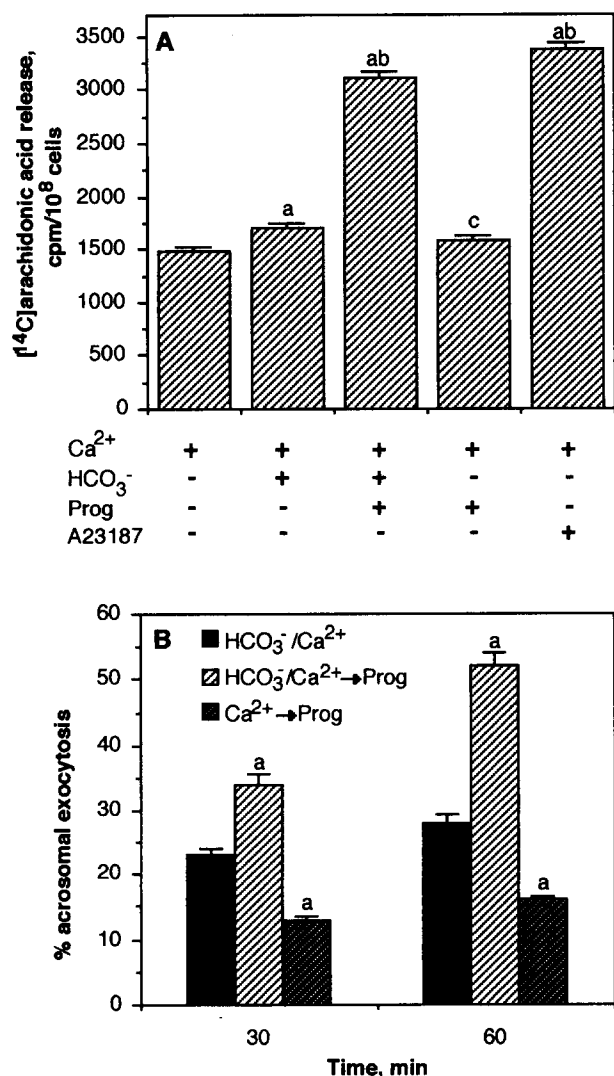 A
[¹⁴C]arachidonic acid release,
cpm/10⁸ cells
3500
3000
2500
2000
1500
1000
500
0
a
ab
c
ab
Ca²⁺ + + + + +
HCO₃⁻ - + + - -
Prog - - + + -
A23187 - - - - +
B
% acrosomal exocytosis
60
50
40
30
20
10
0
HCO₃⁻/Ca²⁺
HCO₃⁻/Ca²⁺→Prog
Ca²⁺→Prog
a
a
a
a
30 60
Time, min